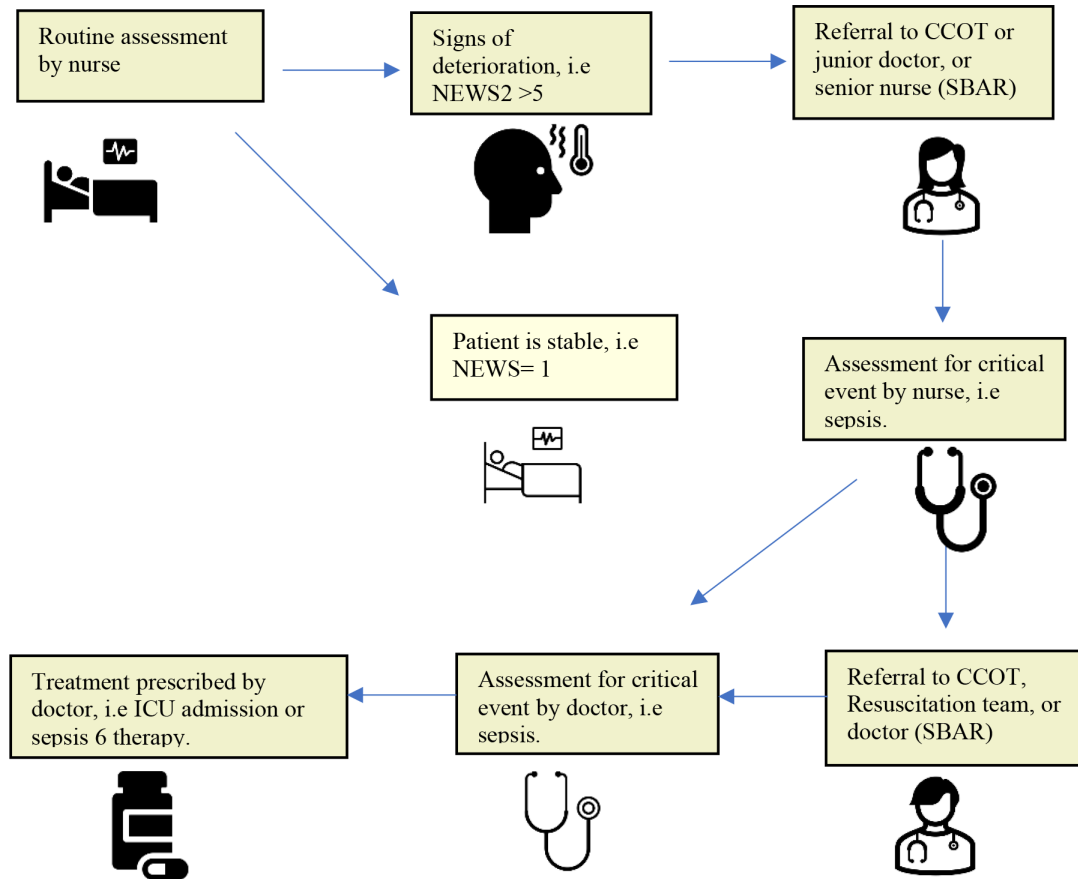 Routine assessment
by nurse
Signs of
deterioration, i.e
NEWS2 >5
Referral to CCOT or
junior doctor, or
senior nurse (SBAR)
Patient is stable, i.e
NEWS= 1
Assessment for critical
event by nurse, i.e
sepsis.
Treatment prescribed by
doctor, i.e ICU admission or
sepsis 6 therapy.
Assessment for critical
event by doctor, i.e
sepsis.
Referral to CCOT,
Resuscitation team, or
doctor (SBAR)